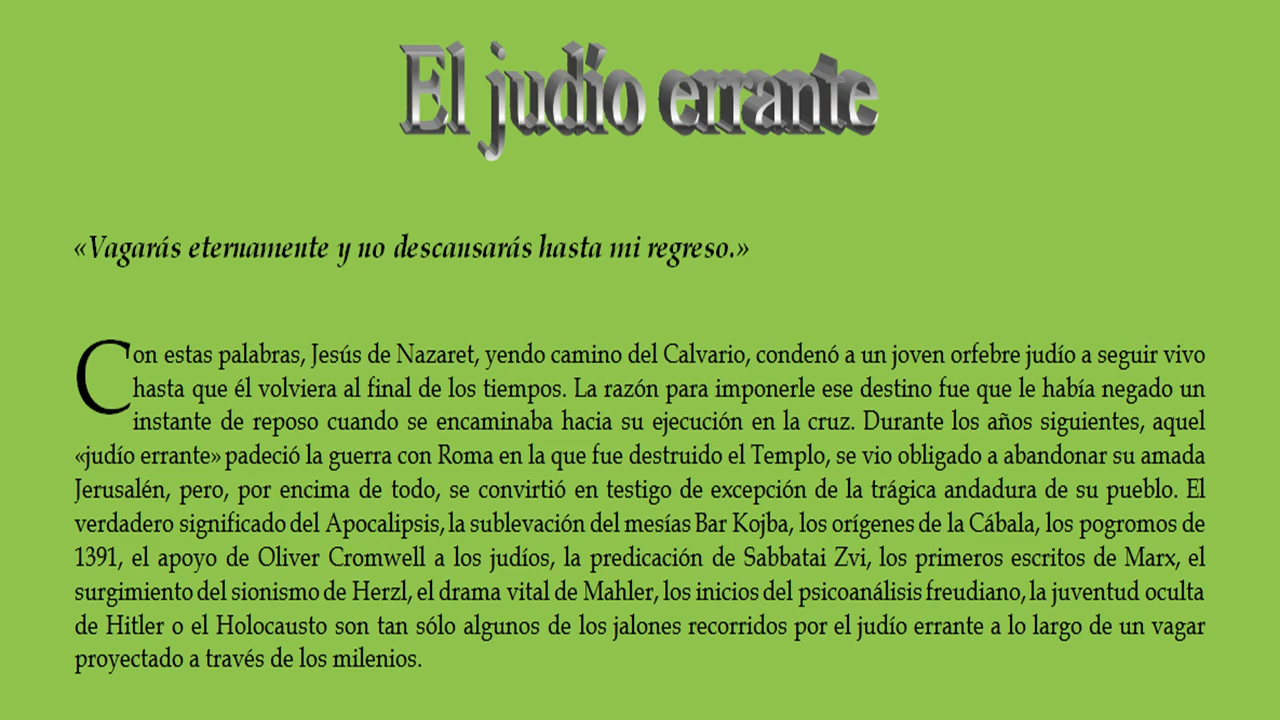 El judío errante
«Vagarás eternamente y no descansarás hasta mi regreso.»
Con estas palabras, Jesús de Nazaret, yendo camino del Calvario, condenó a un joven orfebre judío a seguir vivo
hasta que él volviera al final de los tiempos. La razón para imponerle ese destino fue que le había negado un
instante de reposo cuando se encaminaba hacia su ejecución en la cruz. Durante los años siguientes, aquel
«judío errante» padeció la guerra con Roma en la que fue destruido el Templo, se vio obligado a abandonar su amada
Jerusalén, pero, por encima de todo, se convirtió en testigo de excepción de la trágica andadura de su pueblo. El
verdadero significado del Apocalipsis, la sublevación del mesías Bar Kojba, los orígenes de la Cábala, los pogromos de
1391, el apoyo de Oliver Cromwell a los judíos, la predicación de Sabbatai Zvi, los primeros escritos de Marx, el
surgimiento del sionismo de Herzl, el drama vital de Mahler, los inicios del psicoanálisis freudiano, la juventud oculta
de Hitler o el Holocausto son tan sólo algunos de los jalones recorridos por el judío errante a lo largo de un vagar
proyectado a través de los milenios.